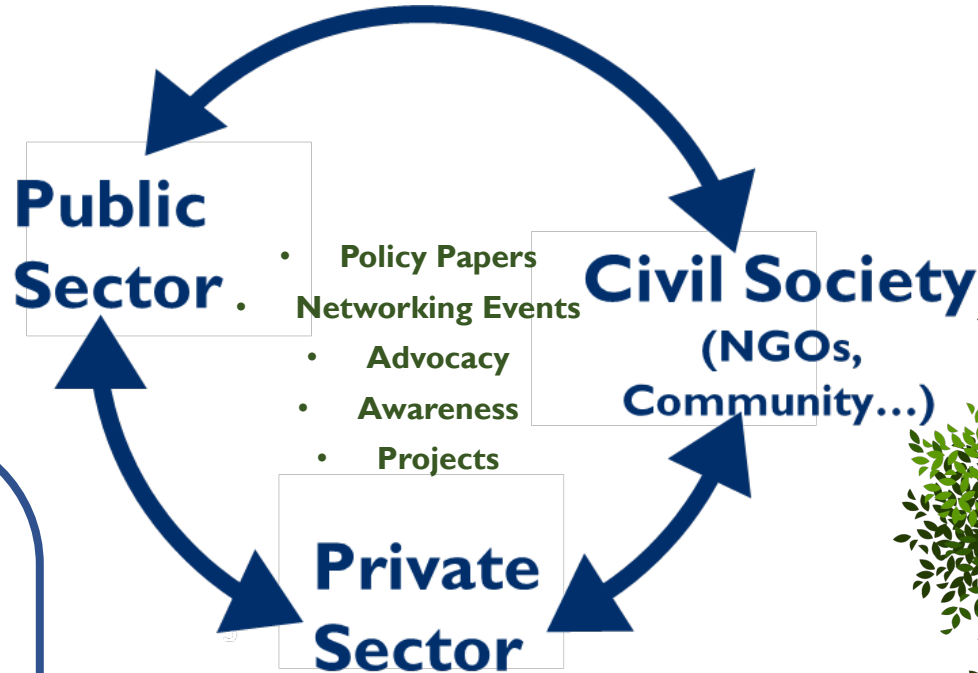 Public
Sector
• Policy Papers
• Networking Events
• Advocacy
• Awareness
• Projects
Civil Society
(NGOs,
Community...)
Private
Sector